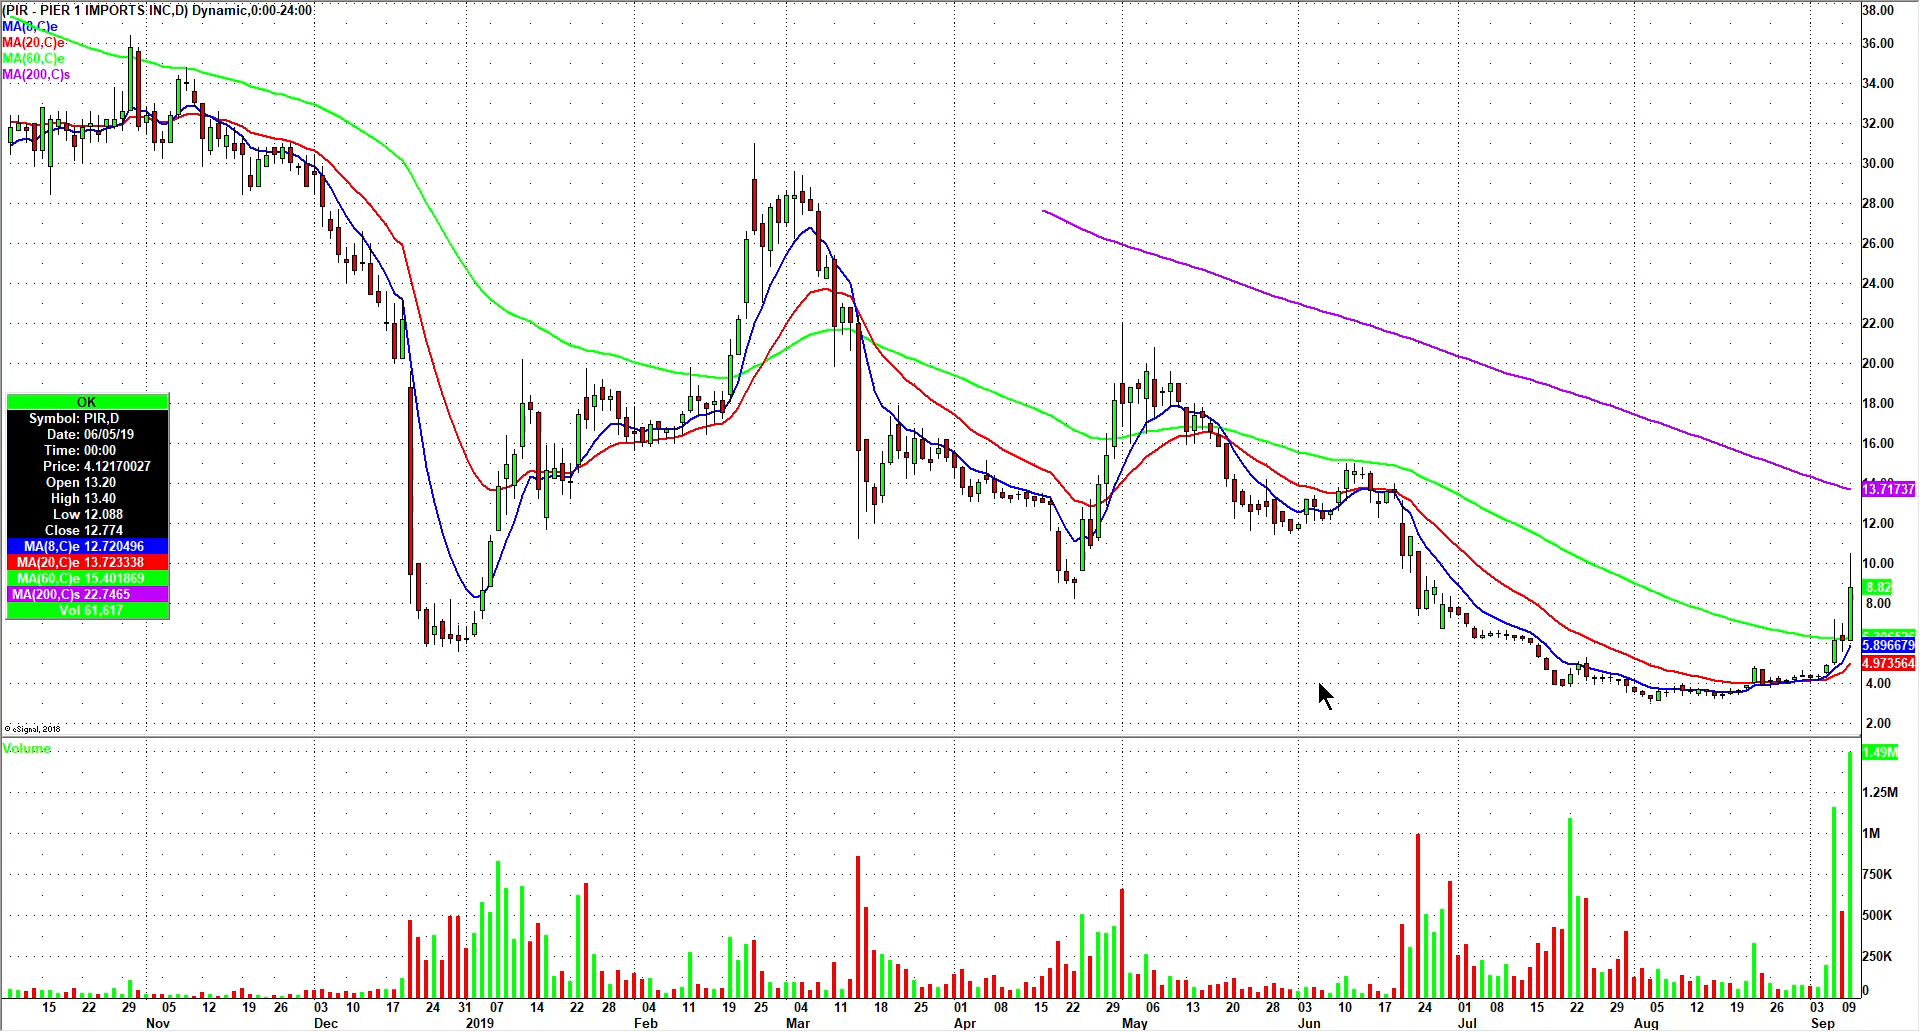 (PIR - PIER 1 IMPORTS INC,D) Dynamic,0:00-24:00
MA(8,C)e
MA(20,C)e
MA(60,C)e
MA(200,C)s
38.00
36.00
34.00
32.00
30.00
28.00
26.00
24.00
22.00
20.00
18.00
16.00
13.71737
12.00
10.00
8.82
8.00
5.896679
4.973564
4.00
2.00
OK
Symbol: PIR,D
Date: 06/05/19
Time: 00:00
Price: 4.12170027
Open 13.20
High 13.40
Low 12.088
Close 12.774
MA(8,C)e 12.720496
MA(20,C)e 13.723338
MA(60,C)e 15.401869
MA(200,C)s 22.7465
Vol 61,617
© eSignal, 2018
Volume
1.49M
1.25M
1M
750K
500K
250K
0
15 22 29 05 12 19 26 03 10 17 24 31 07 14 22 28 04 11 19 25 04 11 18 25 01 08 15 22 29 06 13 20 28 03 10 17 24 01 08 15 22 29 05 12 19 26 03 09
Nov Dec 2019 Feb Mar Apr May Jun Jul Aug Sep